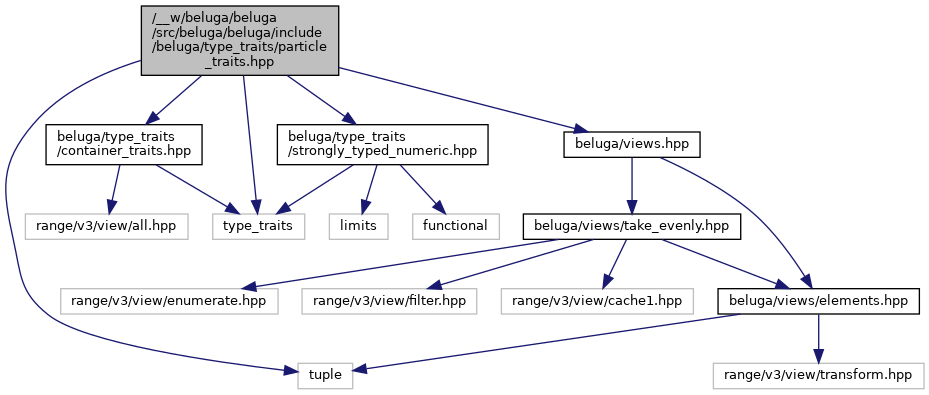 /__w/beluga/beluga
/src/beluga/beluga/include
/beluga/type_traits/particle
_traits.hpp
beluga/type_traits
/container_traits.hpp
beluga/type_traits
/strongly_typed_numeric.hpp
beluga/views.hpp
range/v3/view/all.hpp
type_traits
limits
functional
beluga/views/take_evenly.hpp
range/v3/view/enumerate.hpp
range/v3/view/filter.hpp
range/v3/view/cache1.hpp
beluga/views/elements.hpp
tuple
range/v3/view/transform.hpp